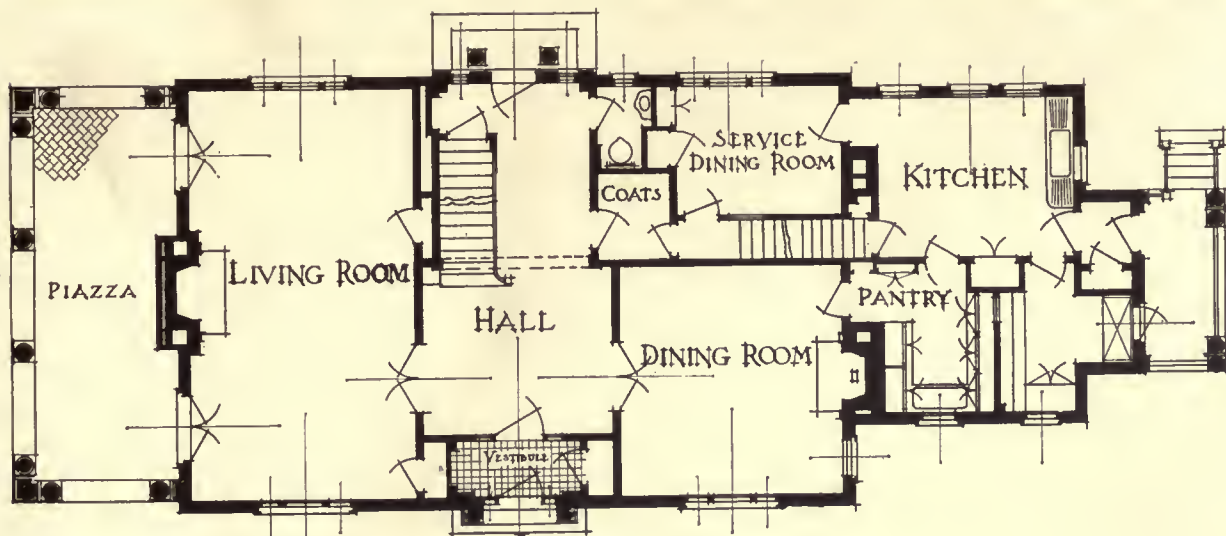 PIAZZA
LIVING ROOM
HALL
VESTIBULE
COATS
SERVICE
DINING ROOM
KITCHEN
PANTRY
DINING ROOM